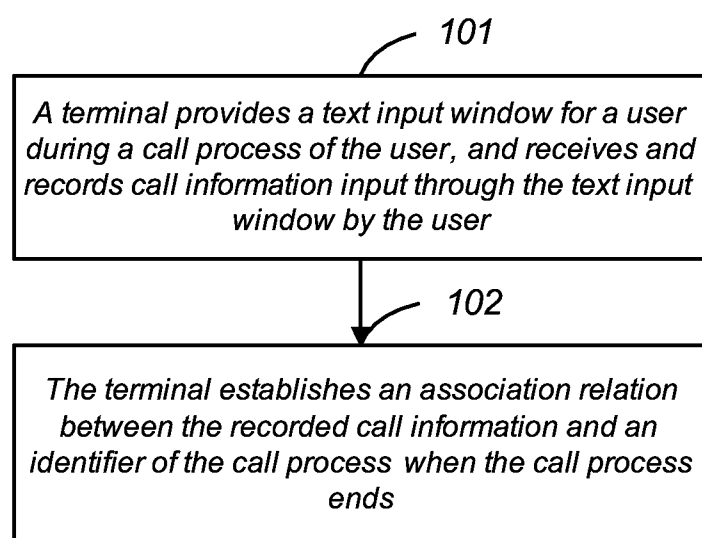 101
A terminal provides a text input window for a user
during a call process of the user, and receives and
records call information input through the text input
window by the user
102
The terminal establishes an association relation
between the recorded call information and an
identifier of the call process when the call process
ends